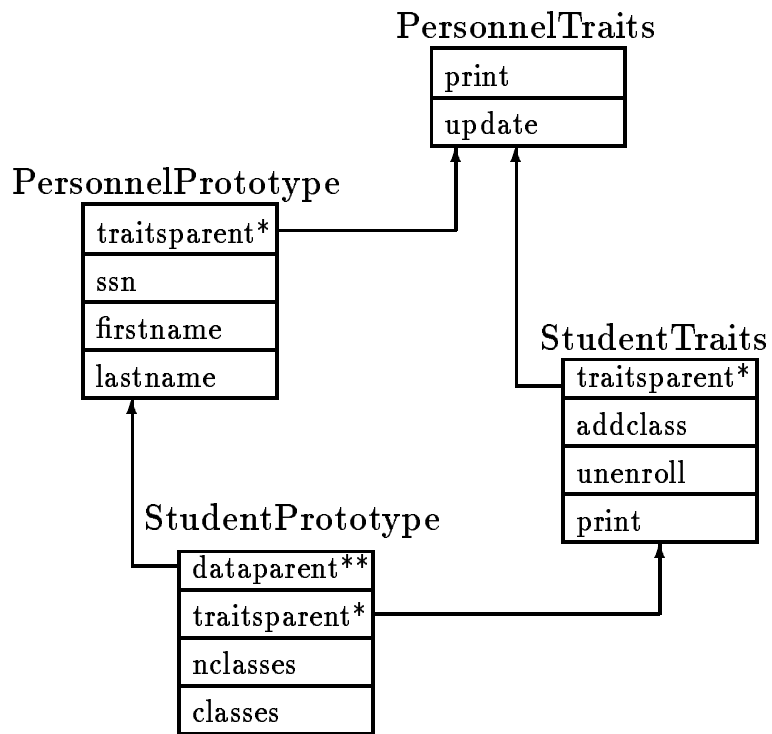 PersonnelTraits
print
update
PersonnelPrototype
traitsparent*
ssn
firstname
lastname
StudentTraits
traitsparent*
addclass
unenroll
print
StudentPrototype
dataparent**
traitsparent*
nclasses
classes